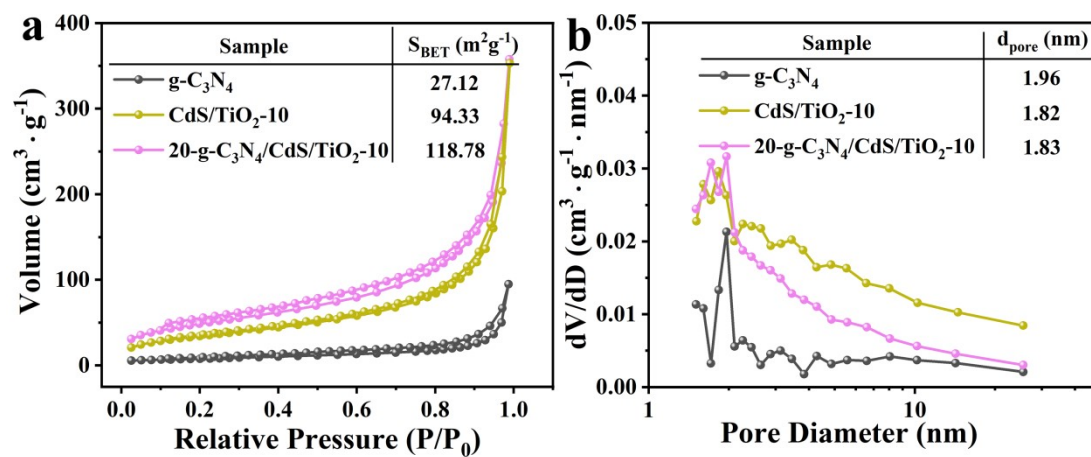 a
Sample S_BET (m²g⁻¹)
g-C₃N₄ 27.12
CdS/TiO₂-10 94.33
20-g-C₃N₄/CdS/TiO₂-10 118.78
Volume (cm³ · g⁻¹)
400
300
200
100
0
0.0 0.2 0.4 0.6 0.8 1.0
Relative Pressure (P/P₀)
b
Sample d_pore (nm)
g-C₃N₄ 1.96
CdS/TiO₂-10 1.82
20-g-C₃N₄/CdS/TiO₂-10 1.83
dV/dD (cm³ · g⁻¹ · nm⁻¹)
0.05
0.04
0.03
0.02
0.01
0.00
1 10
Pore Diameter (nm)